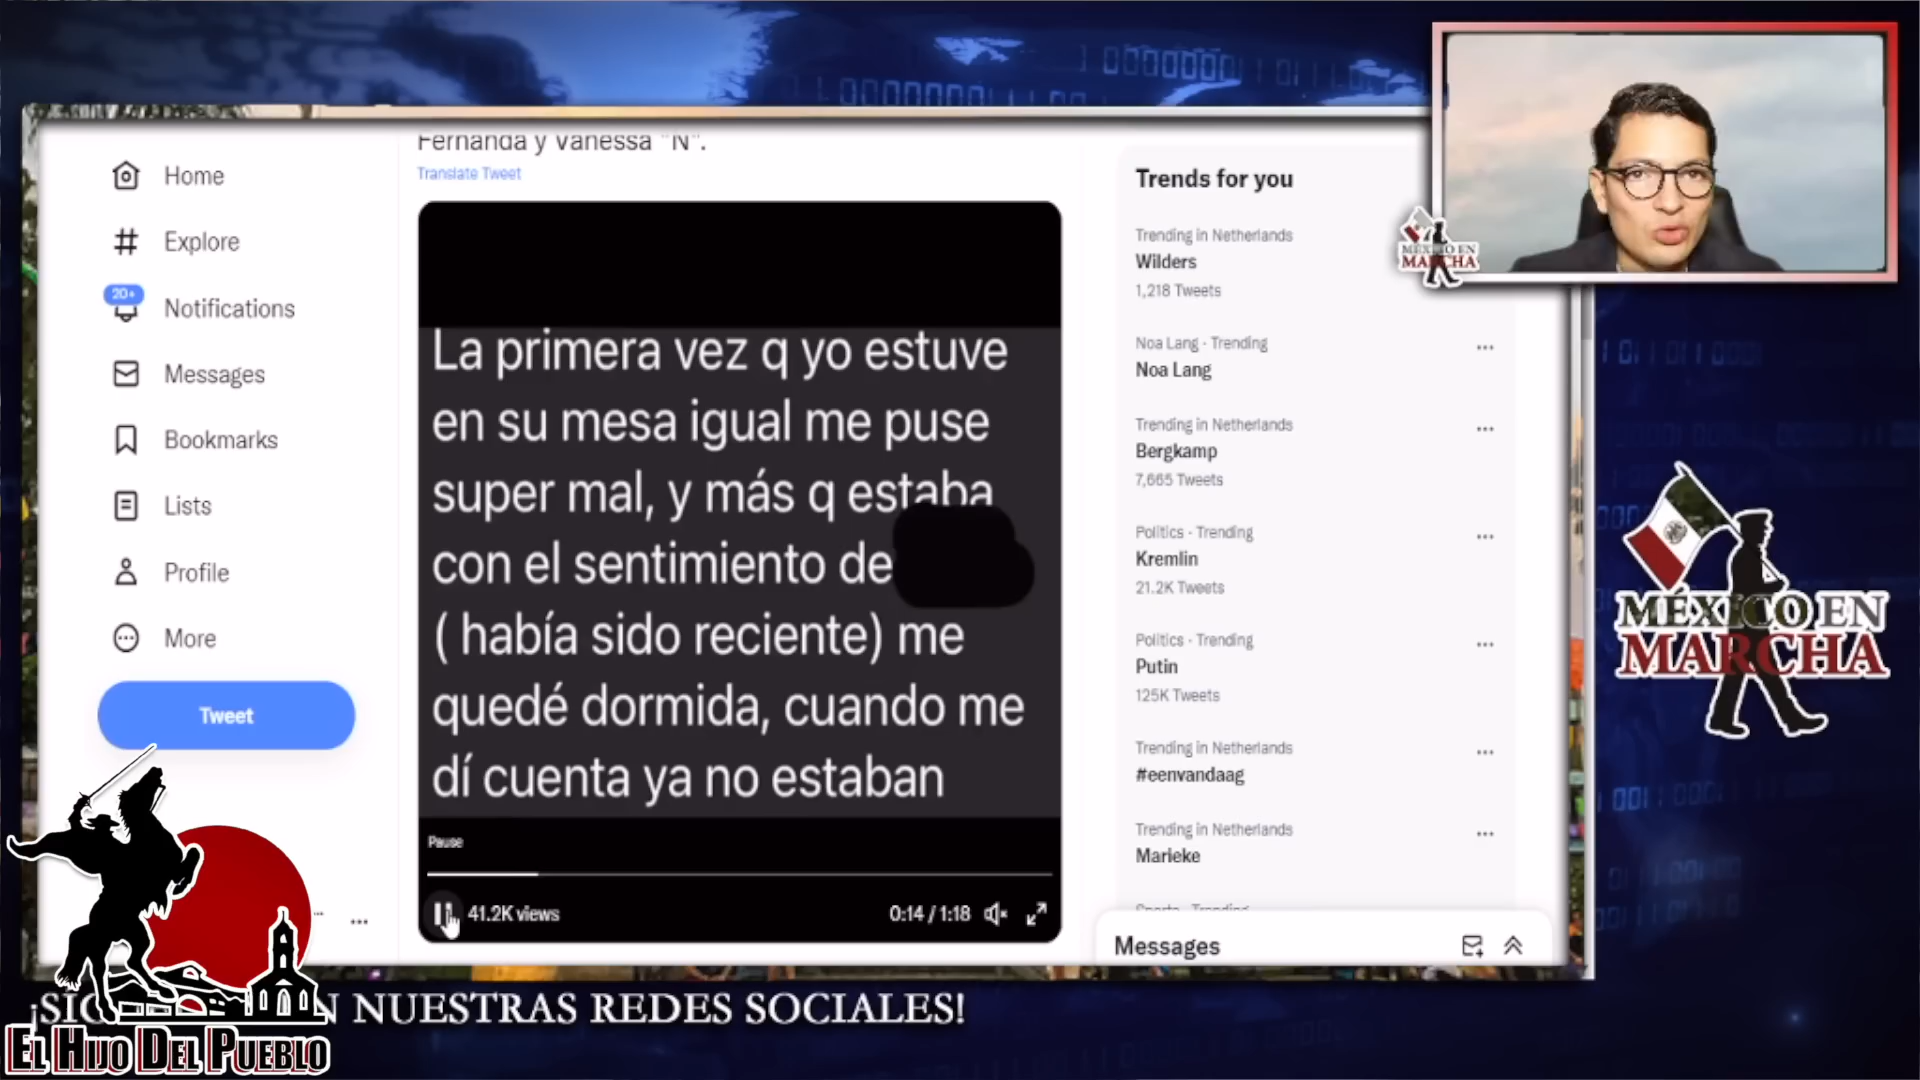 Home
Explore
20+
Notifications
Messages
Bookmarks
Lists
Profile
More
Tweet
Fernanda y Vanessa "N".
Translate Tweet
La primera vez q yo estuve
en su mesa igual me puse
super mal, y más q estaba
con el sentimiento de
( había sido reciente) me
quedé dormida, cuando me
dí cuenta ya no estaban
Pause
41.2K views
0:14 / 1:18
Trends for you
Trending in Netherlands
Wilders
1,218 Tweets
Noa Lang · Trending
Noa Lang
Trending in Netherlands
Bergkamp
7,665 Tweets
Politics · Trending
Kremlin
21.2K Tweets
Politics · Trending
Putin
125K Tweets
Trending in Netherlands
#eenvandaag
Trending in Netherlands
Marieke
Sports · Trending
Messages
MÉXICO EN
MARCHA
MÉXICO EN
MARCHA
N NUESTRAS REDES SOCIALES!
EL HIJO DEL PUEBLO